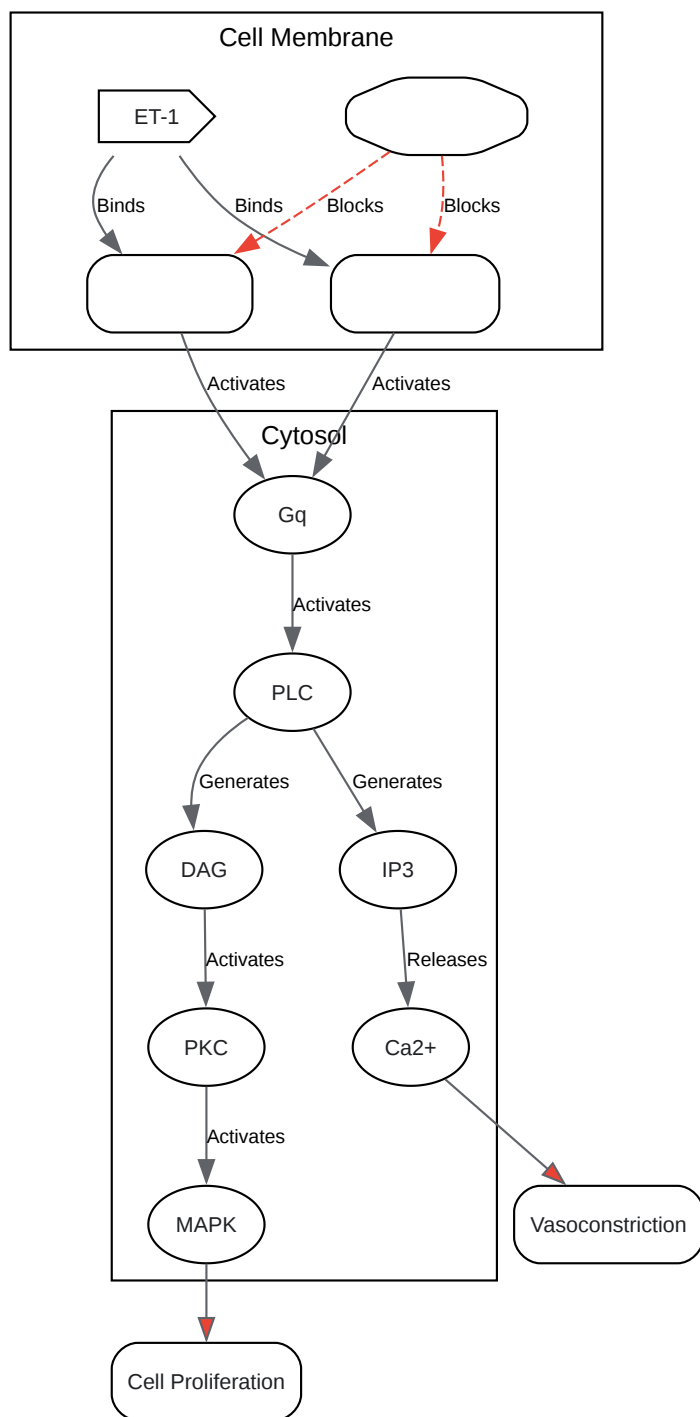 Cell Membrane
ET-1
Binds
Binds
Blocks
Blocks
Activates
Activates
Cytosol
Gq
Activates
PLC
Generates
Generates
DAG
IP3
Activates
Releases
PKC
Ca2+
Activates
MAPK
Vasoconstriction
Cell Proliferation